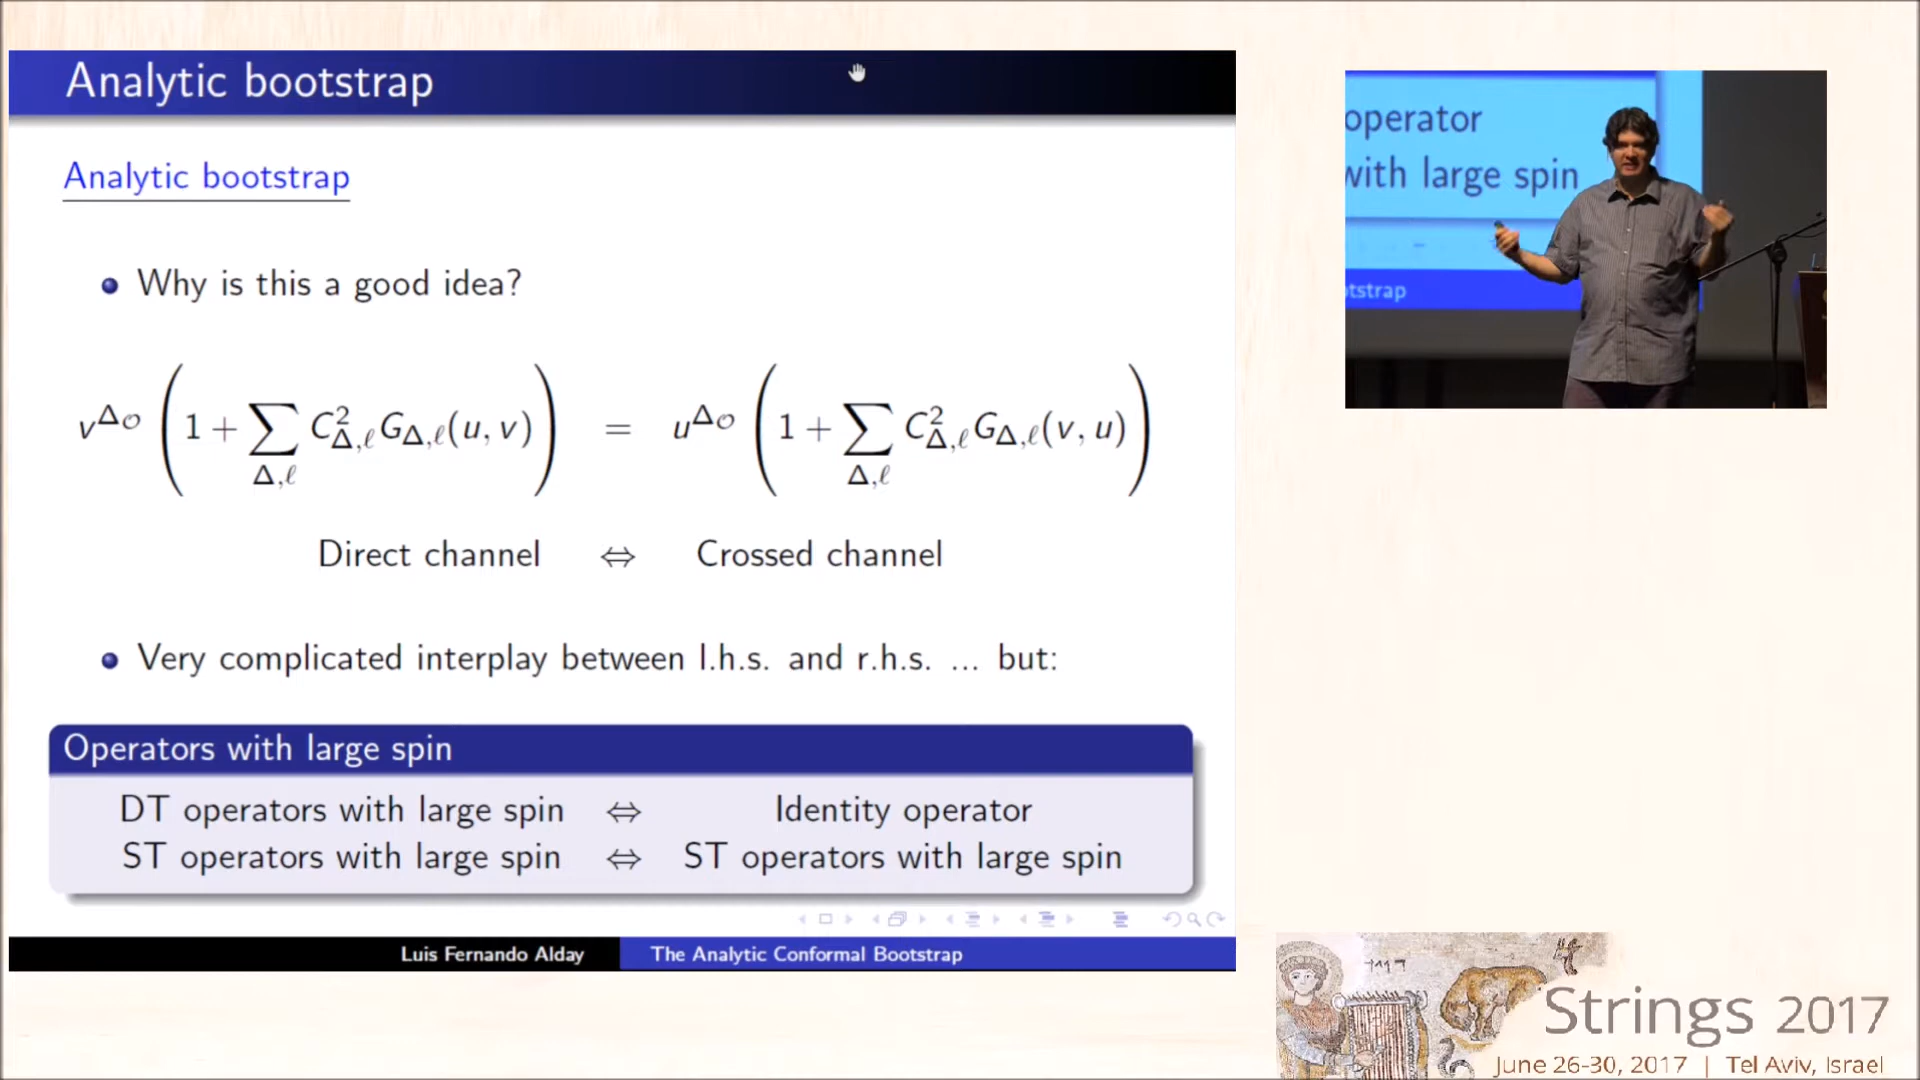 Analytic bootstrap
Analytic bootstrap
Why is this a good idea?
v^{Δ_O} (1 + ∑_{Δ,ℓ} C²_{Δ,ℓ} G_{Δ,ℓ}(u, v)) = u^{Δ_O} (1 + ∑_{Δ,ℓ} C²_{Δ,ℓ} G_{Δ,ℓ}(v, u))
Direct channel ⇔ Crossed channel
Very complicated interplay between l.h.s. and r.h.s. ... but:
Operators with large spin
DT operators with large spin ⇔ Identity operator
ST operators with large spin ⇔ ST operators with large spin
Luis Fernando Alday The Analytic Conformal Bootstrap
operator
with large spin
otstrap
Strings 2017
June 26-30, 2017 | Tel Aviv, Israel